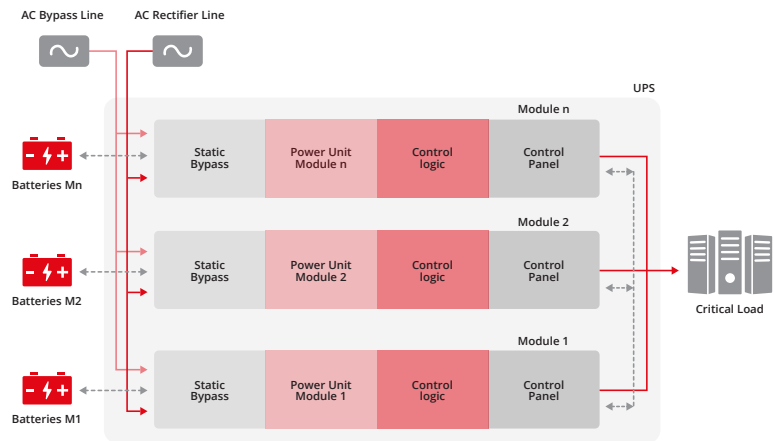 AC Bypass Line
AC Rectifier Line
UPS
Module n
Static
Bypass
Power Unit
Module n
Control
logic
Control
Panel
Batteries Mn
Module 2
Static
Bypass
Power Unit
Module 2
Control
logic
Control
Panel
Batteries M2
Critical Load
Module 1
Static
Bypass
Power Unit
Module 1
Control
logic
Control
Panel
Batteries M1